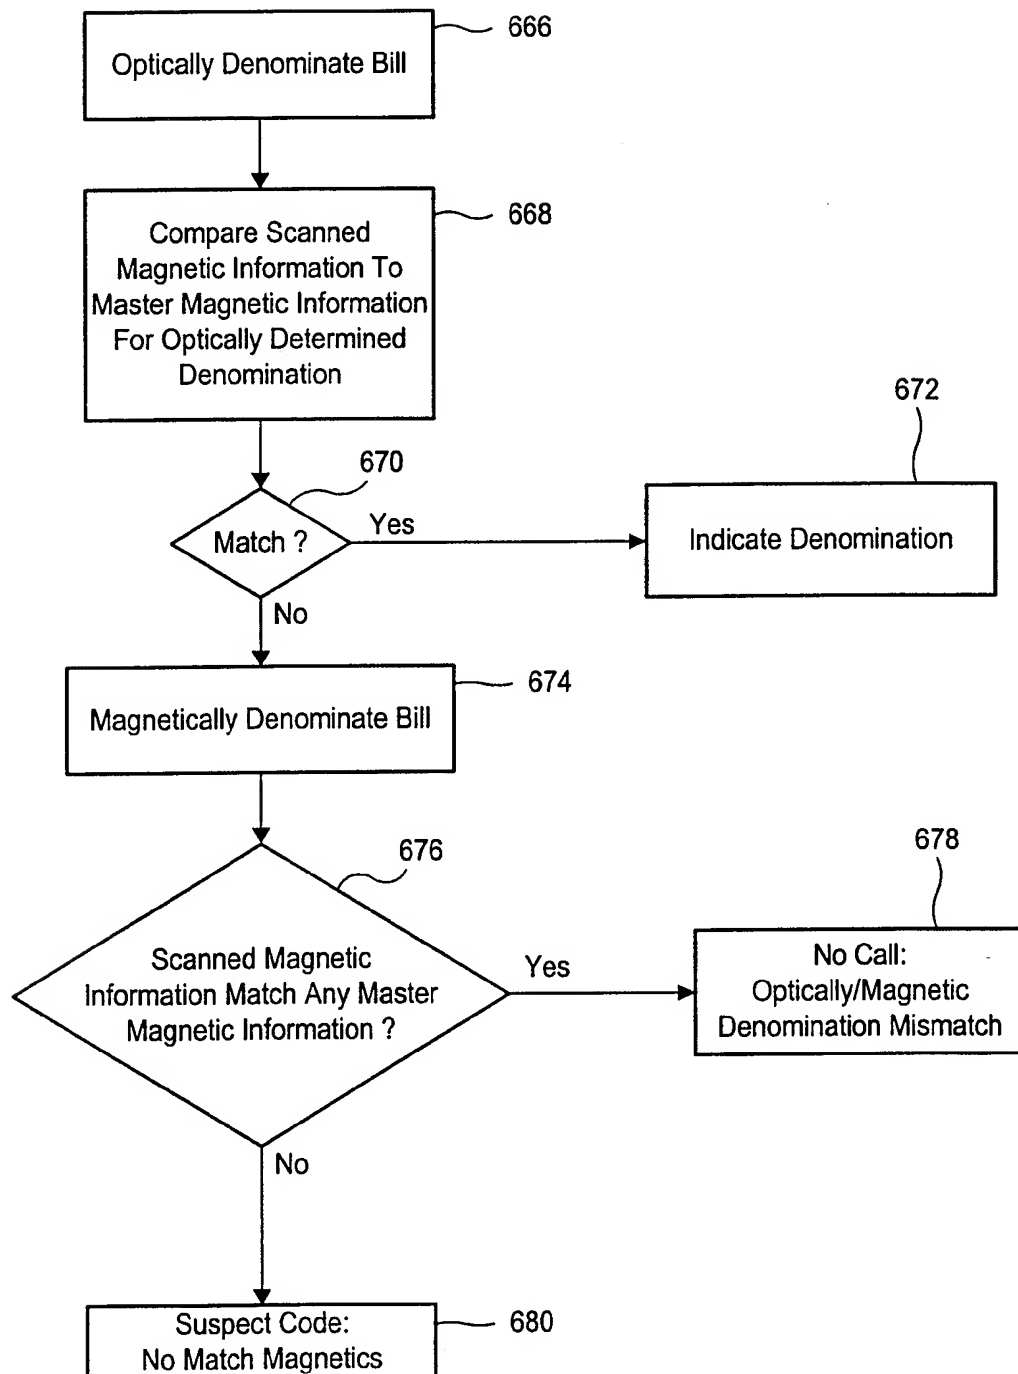 Optically Denominate Bill
666
Compare Scanned
Magnetic Information To
Master Magnetic Information
For Optically Determined
Denomination
668
670
Match ?
Yes
672
Indicate Denomination
No
Magnetically Denominate Bill
674
676
Scanned Magnetic
Information Match Any Master
Magnetic Information ?
Yes
678
No Call:
Optically/Magnetic
Denomination Mismatch
No
Suspect Code:
No Match Magnetics
680